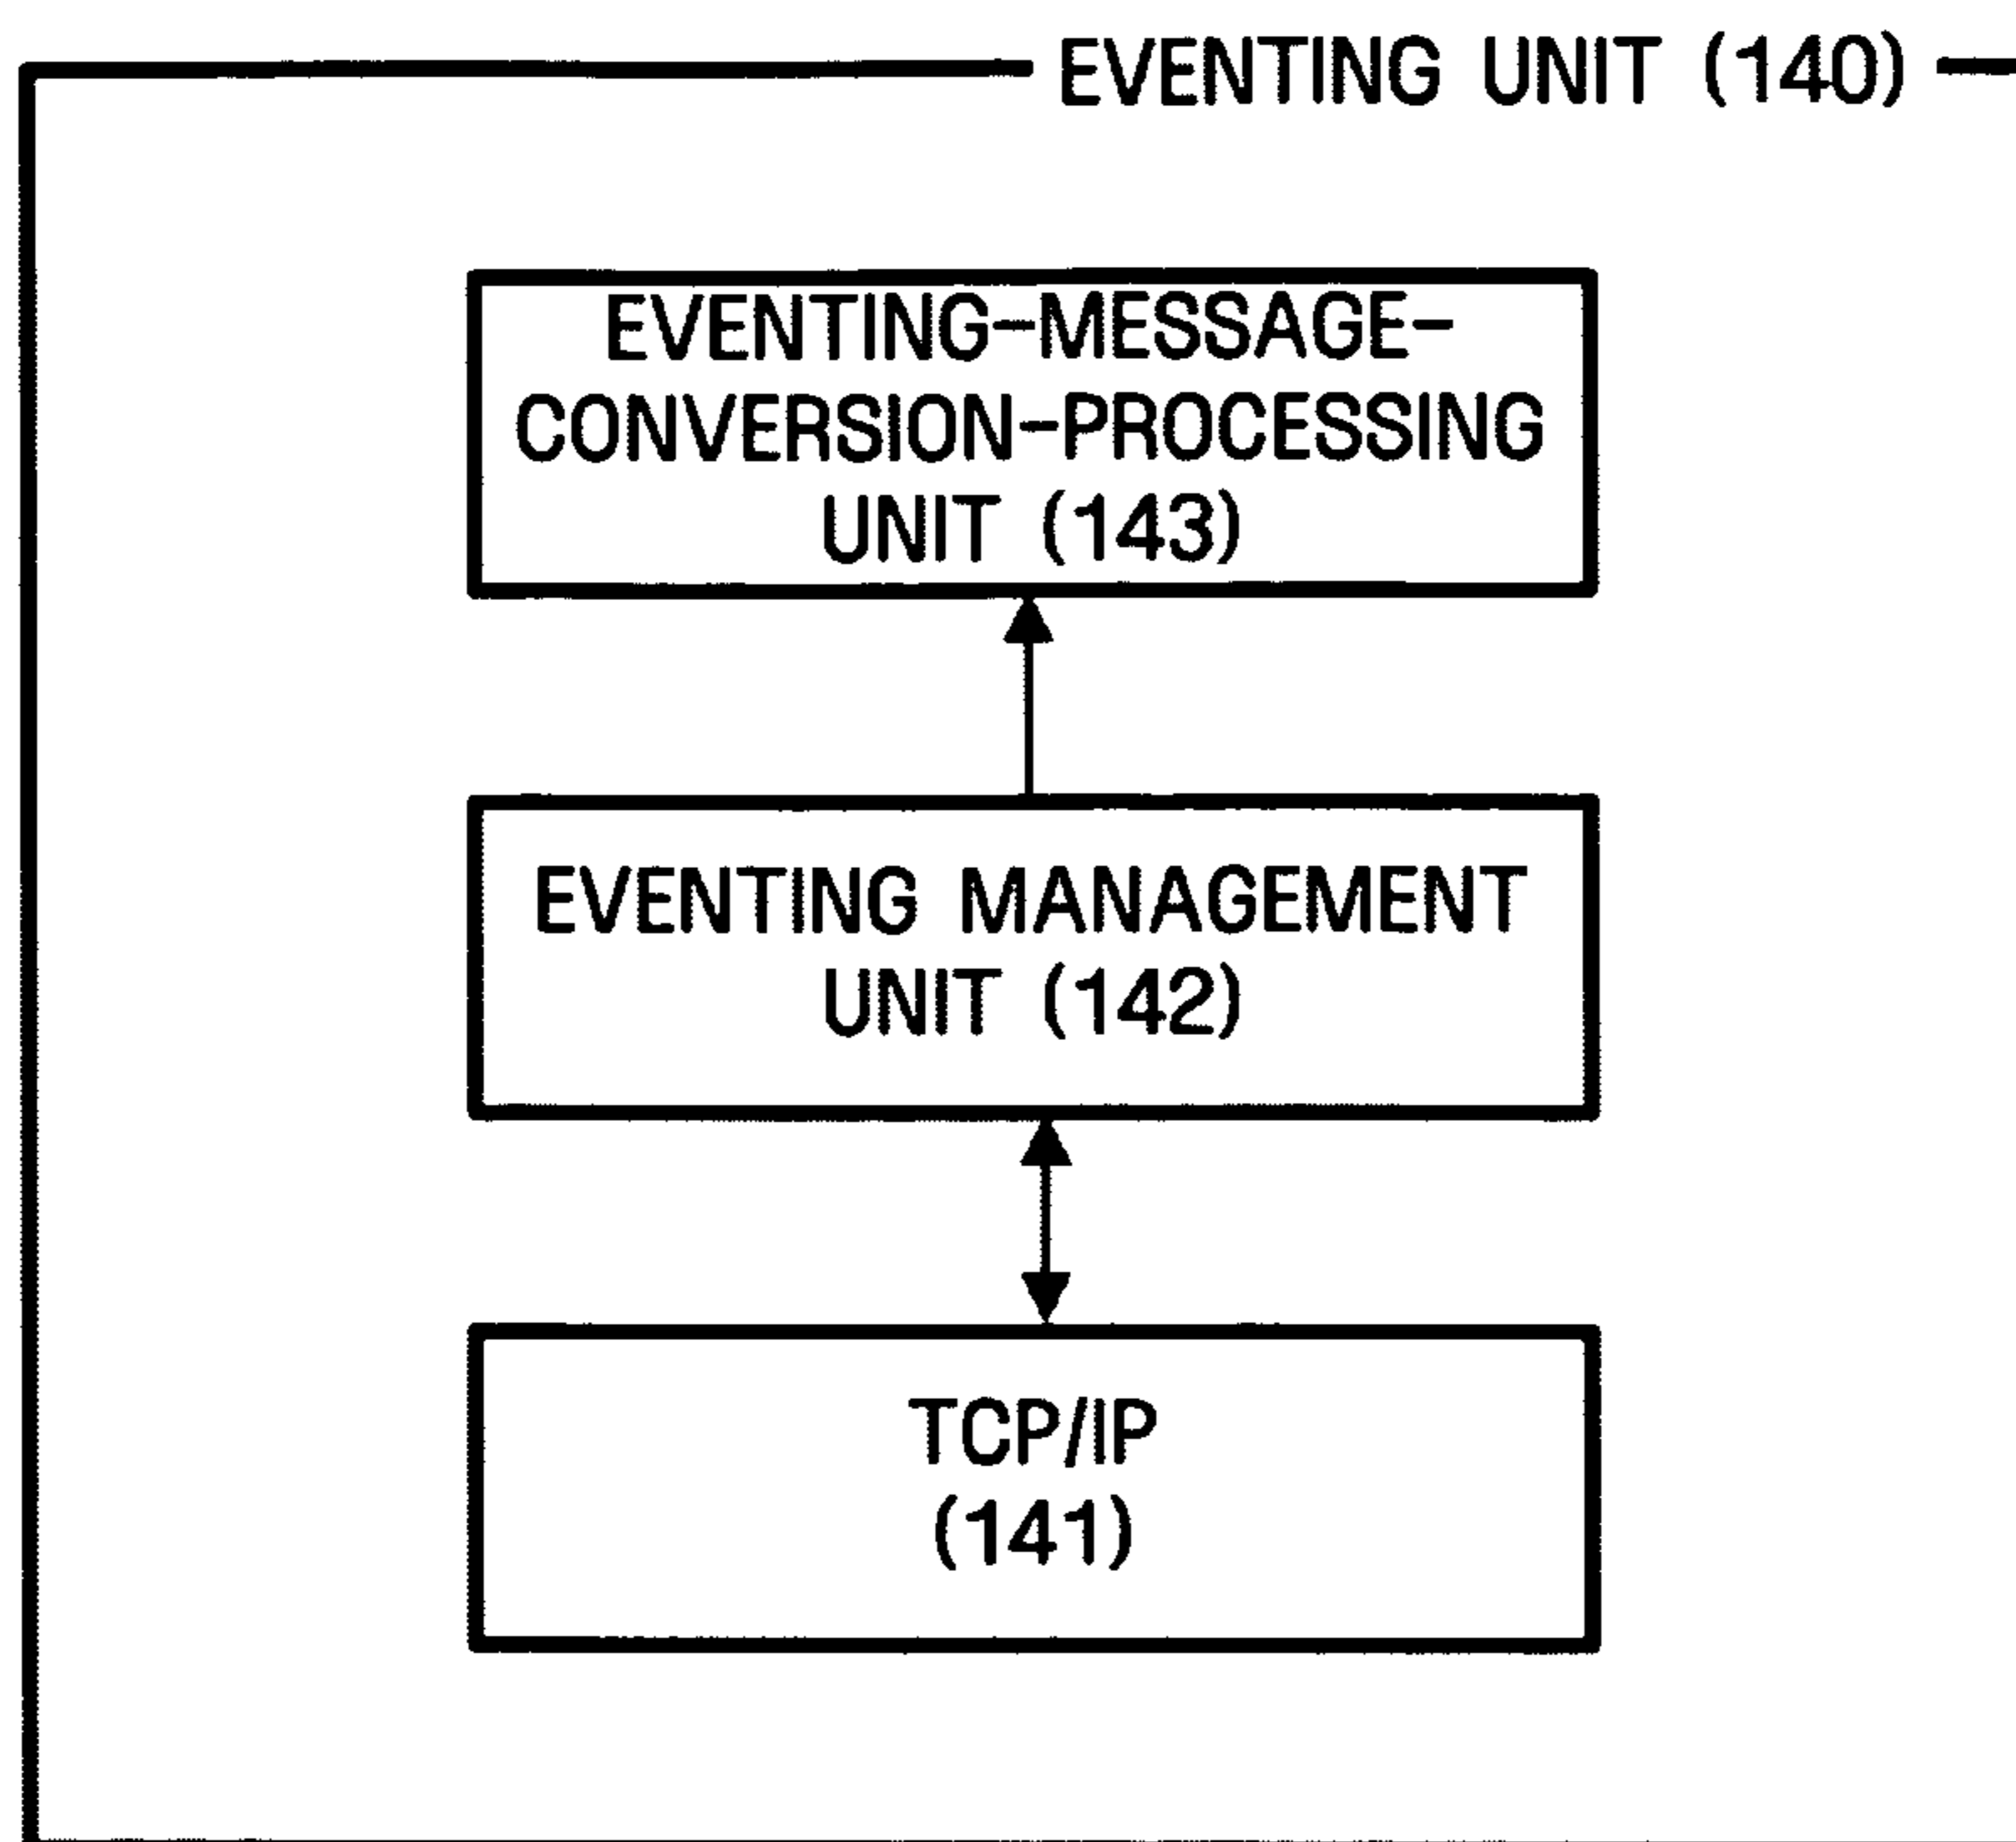 EVENTING UNIT (140)
EVENTING-MESSAGE-
CONVERSION-PROCESSING
UNIT (143)
EVENTING MANAGEMENT
UNIT (142)
TCP/IP
(141)